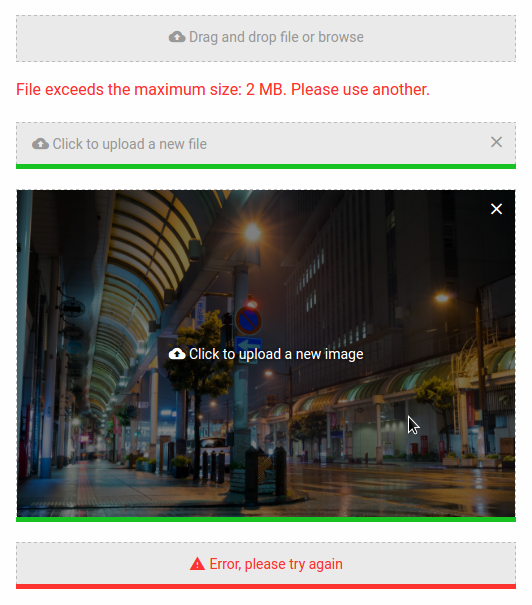 Drag and drop file or browse
File exceeds the maximum size: 2 MB. Please use another.
Click to upload a new file
Click to upload a new image
Error, please try again